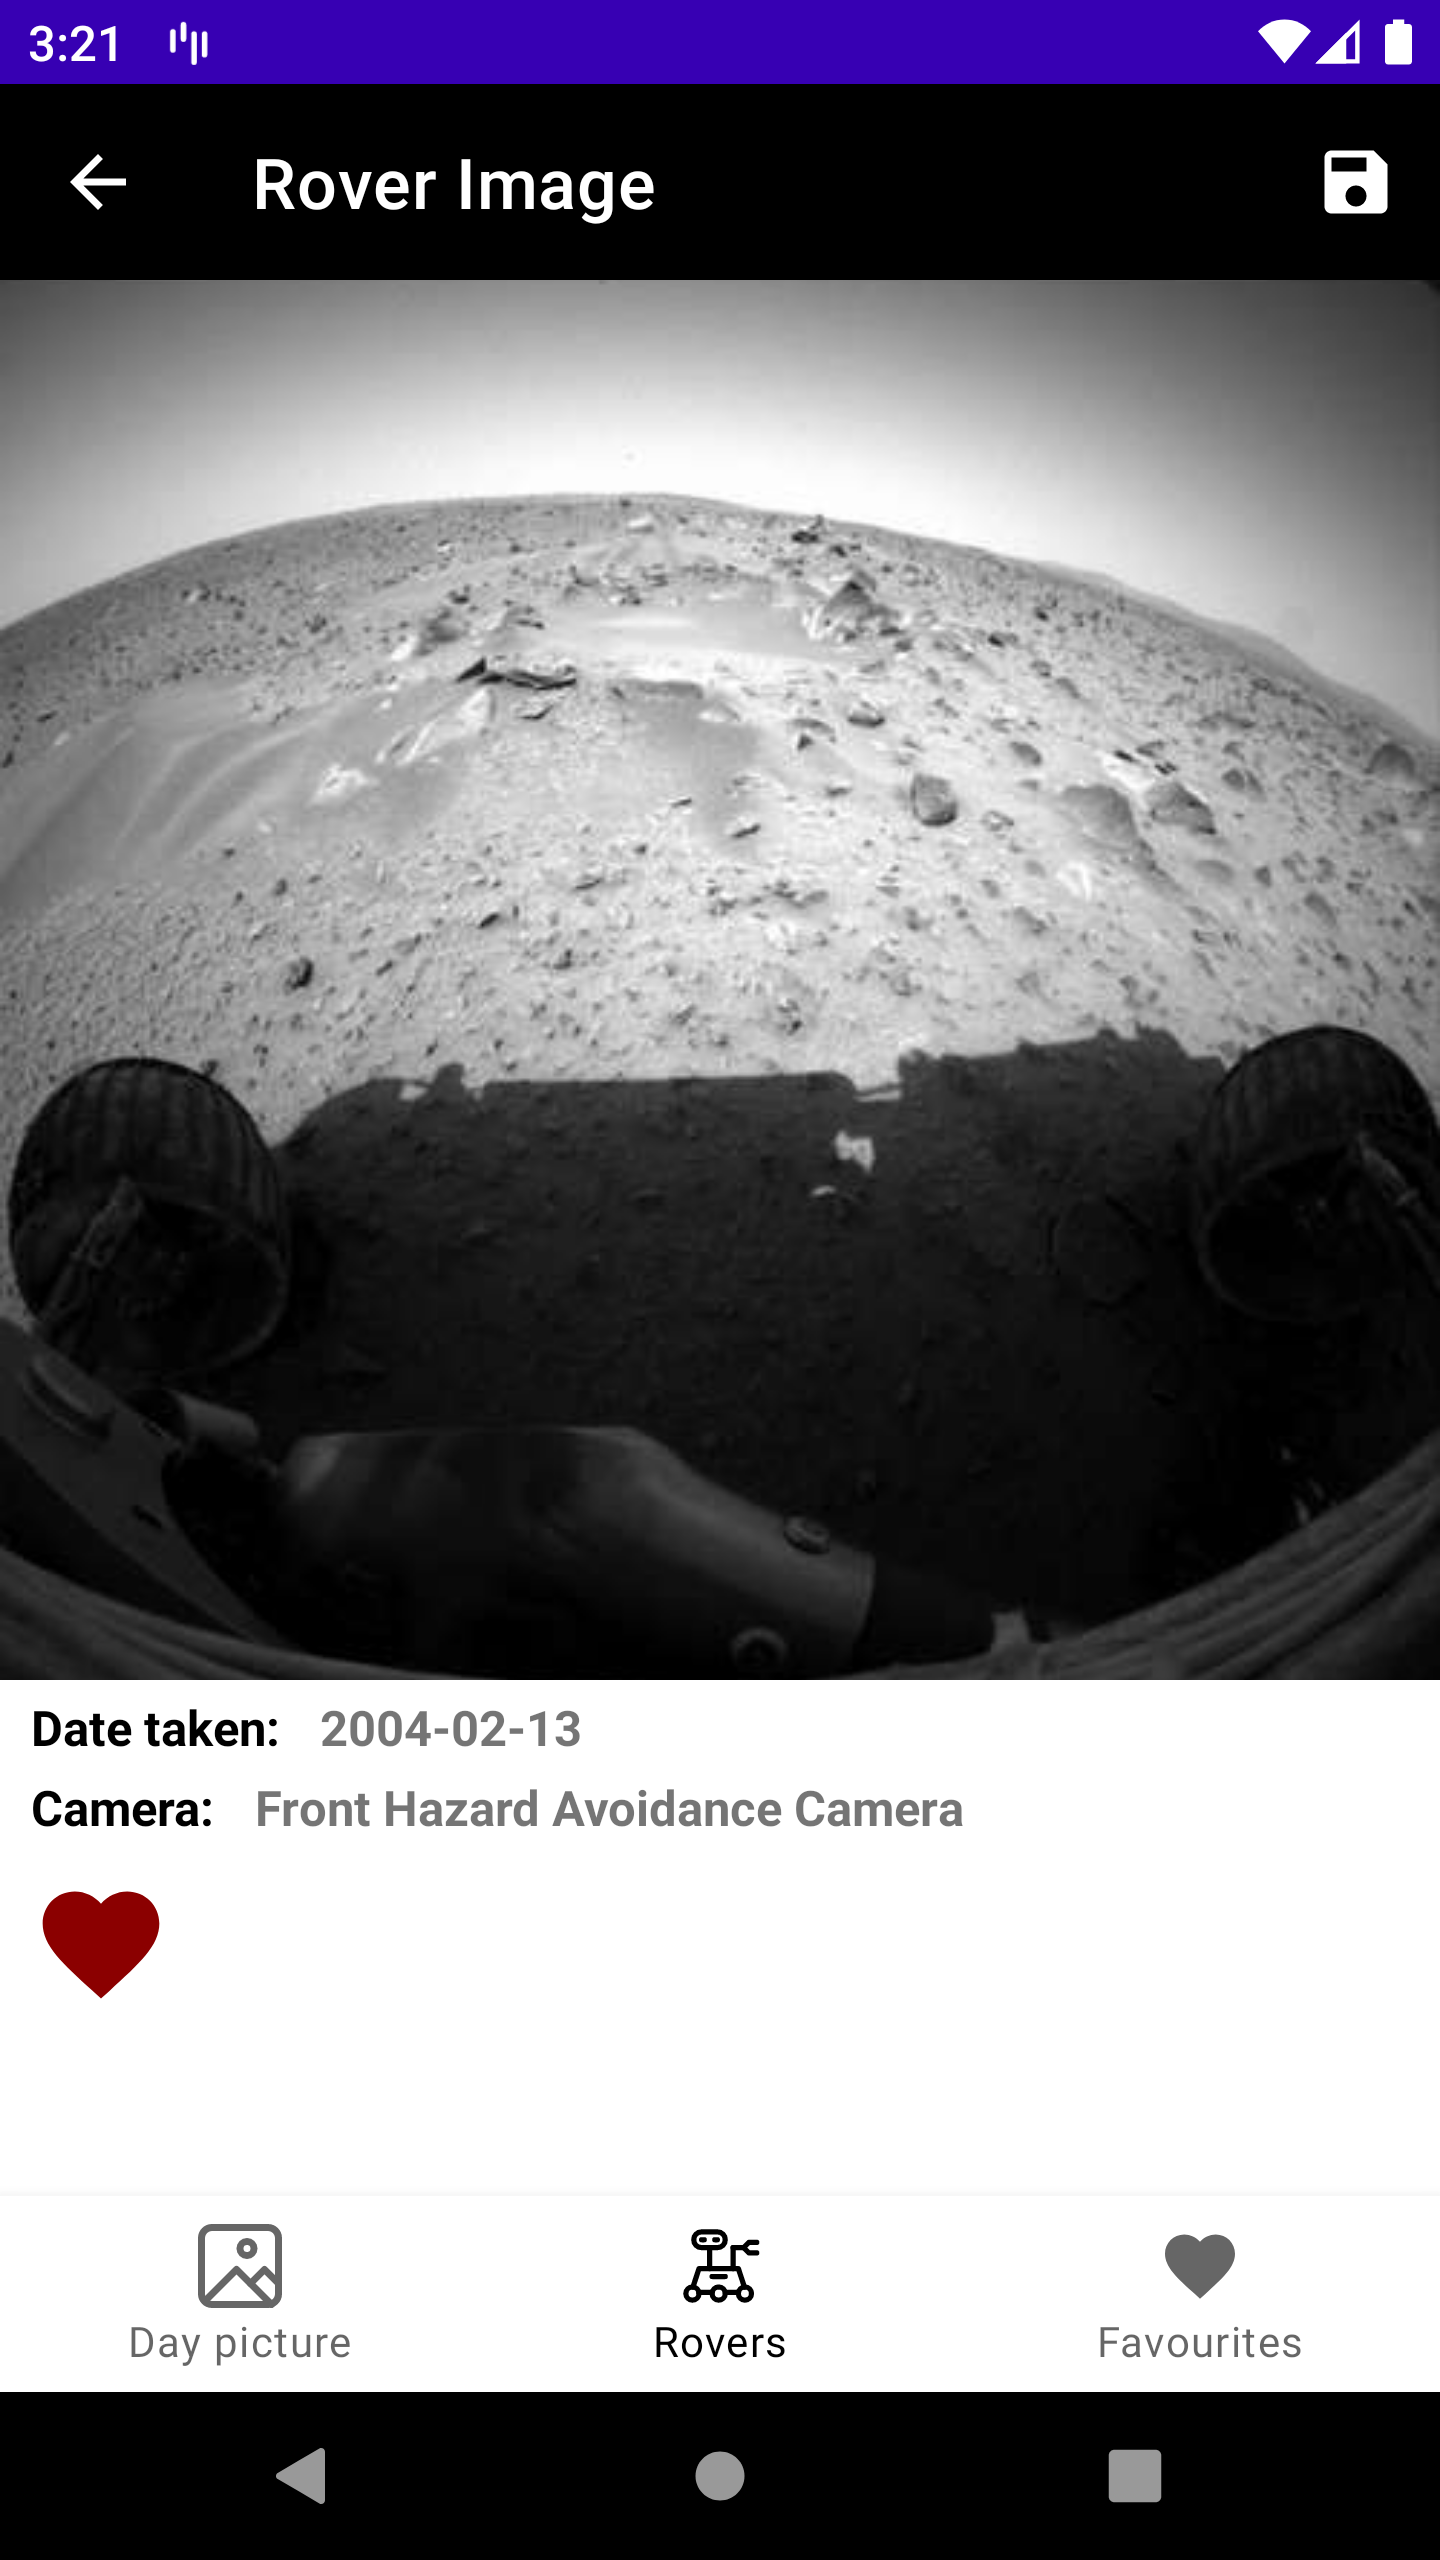 3:21
Rover Image
Date taken: 2004-02-13
Camera: Front Hazard Avoidance Camera
Day picture
Rovers
Favourites